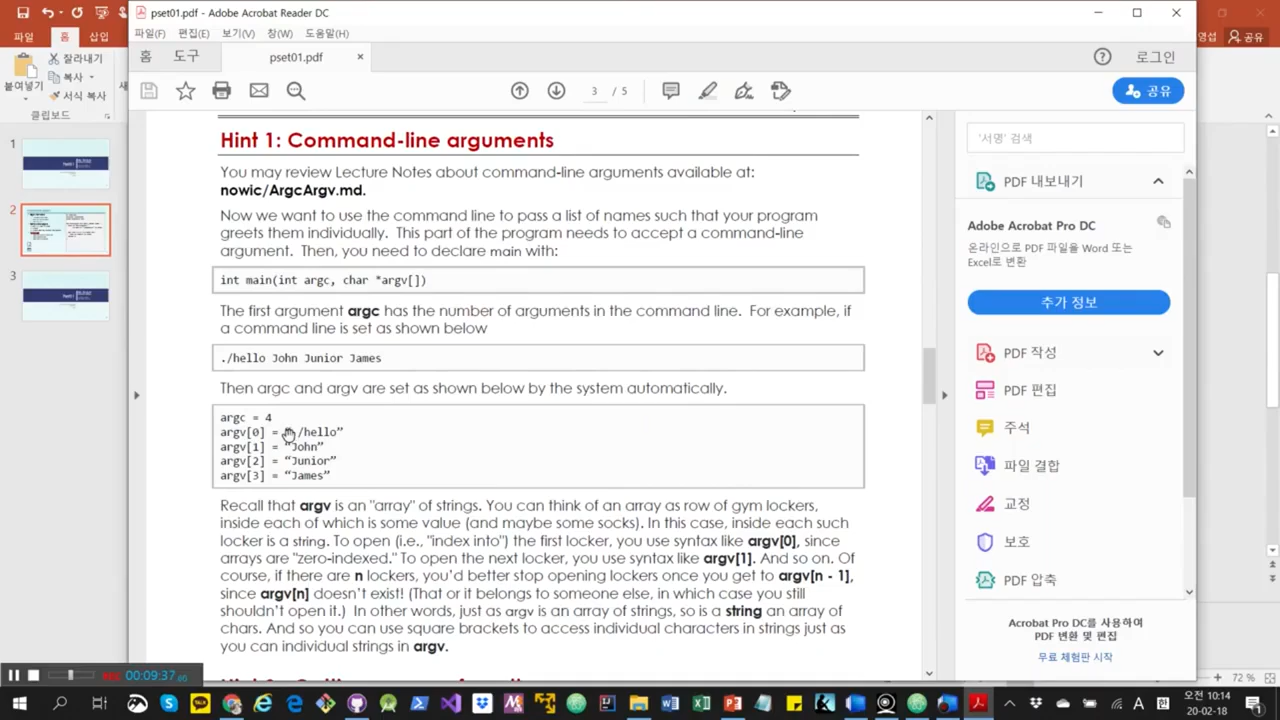 pset01.pdf - Adobe Acrobat Reader DC
파일 홈 삽입
파일(F) 편집(E) 보기(V) 창(W) 도움말(H)
영섭 공유
홈 도구 pset01.pdf × 로그인
잘라내기
복사
서식 복사
붙여넣기
클립보드
3 / 5
공유
1
2
3
Hint 1: Command-line arguments
You may review Lecture Notes about command-line arguments available at:
nowic/ArgcArgv.md.
Now we want to use the command line to pass a list of names such that your program
greets them individually. This part of the program needs to accept a command-line
argument. Then, you need to declare main with:
int main(int argc, char *argv[])
The first argument argc has the number of arguments in the command line. For example, if
a command line is set as shown below
./hello John Junior James
Then argc and argv are set as shown below by the system automatically.
argc = 4
argv[0] = /hello”
argv[1] = “John”
argv[2] = “Junior”
argv[3] = “James”
Recall that argv is an "array" of strings. You can think of an array as row of gym lockers,
inside each of which is some value (and maybe some socks). In this case, inside each such
locker is a string. To open (i.e., "index into") the first locker, you use syntax like argv[0], since
arrays are "zero-indexed." To open the next locker, you use syntax like argv[1]. And so on. Of
course, if there are n lockers, you'd better stop opening lockers once you get to argv[n - 1],
since argv[n] doesn't exist! (That or it belongs to someone else, in which case you still
shouldn't open it.) In other words, just as argv is an array of strings, so is a string an array of
chars. And so you can use square brackets to access individual characters in strings just as
you can individual strings in argv.
'서명' 검색
PDF 내보내기
Adobe Acrobat Pro DC
온라인으로 PDF 파일을 Word 또는
Excel로 변환
추가 정보
PDF 작성
PDF 편집
주석
파일 결합
교정
보호
PDF 압축
Acrobat Pro DC를 사용하여
PDF 변환 및 편집
무료 체험판 시작
REC 00:09:37
72 %
TALK
A 한
오전 10:14
20-02-18
1